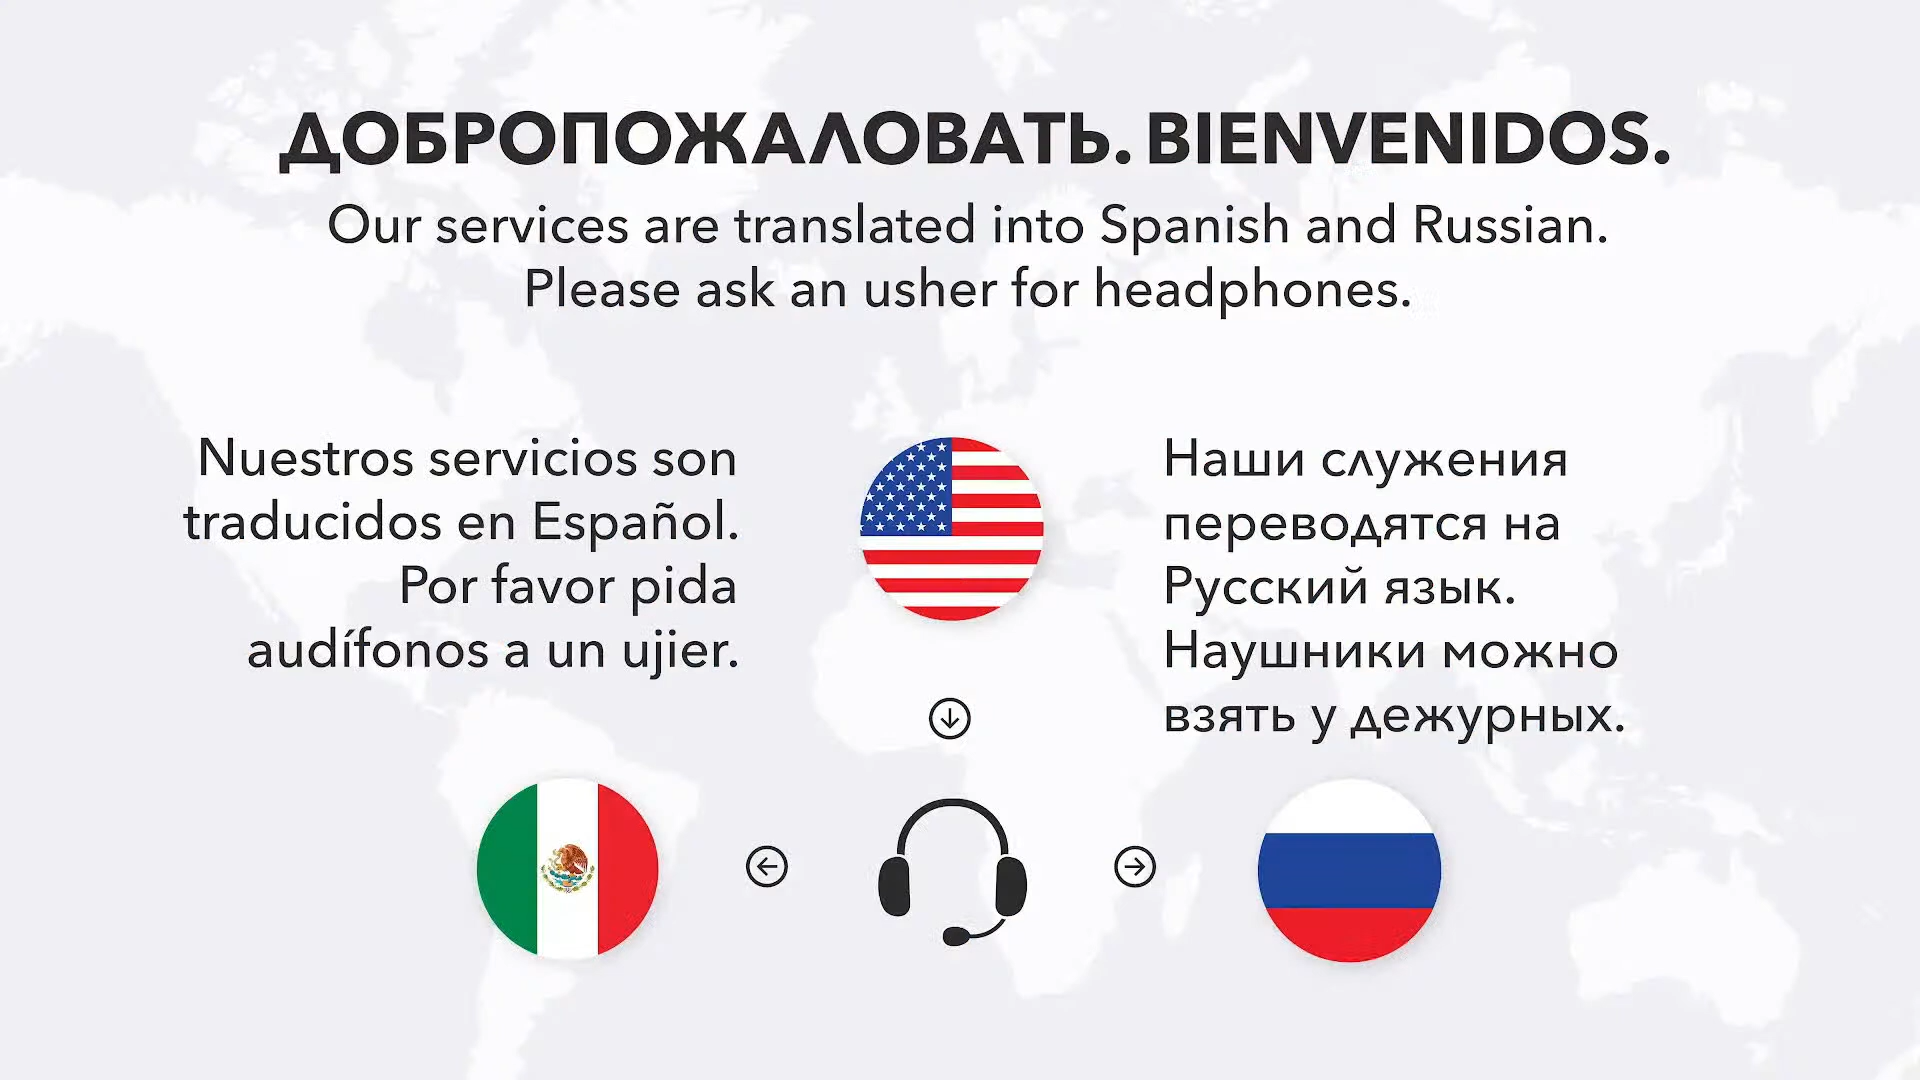 ДОБРОПОЖАЛОВАТЬ. BIENVENIDOS.
Our services are translated into Spanish and Russian.
Please ask an usher for headphones.
Nuestros servicios son
traducidos en Español.
Por favor pida
audífonos a un ujier.
Наши служения
переводятся на
Русский язык.
Наушники можно
взять у дежурных.